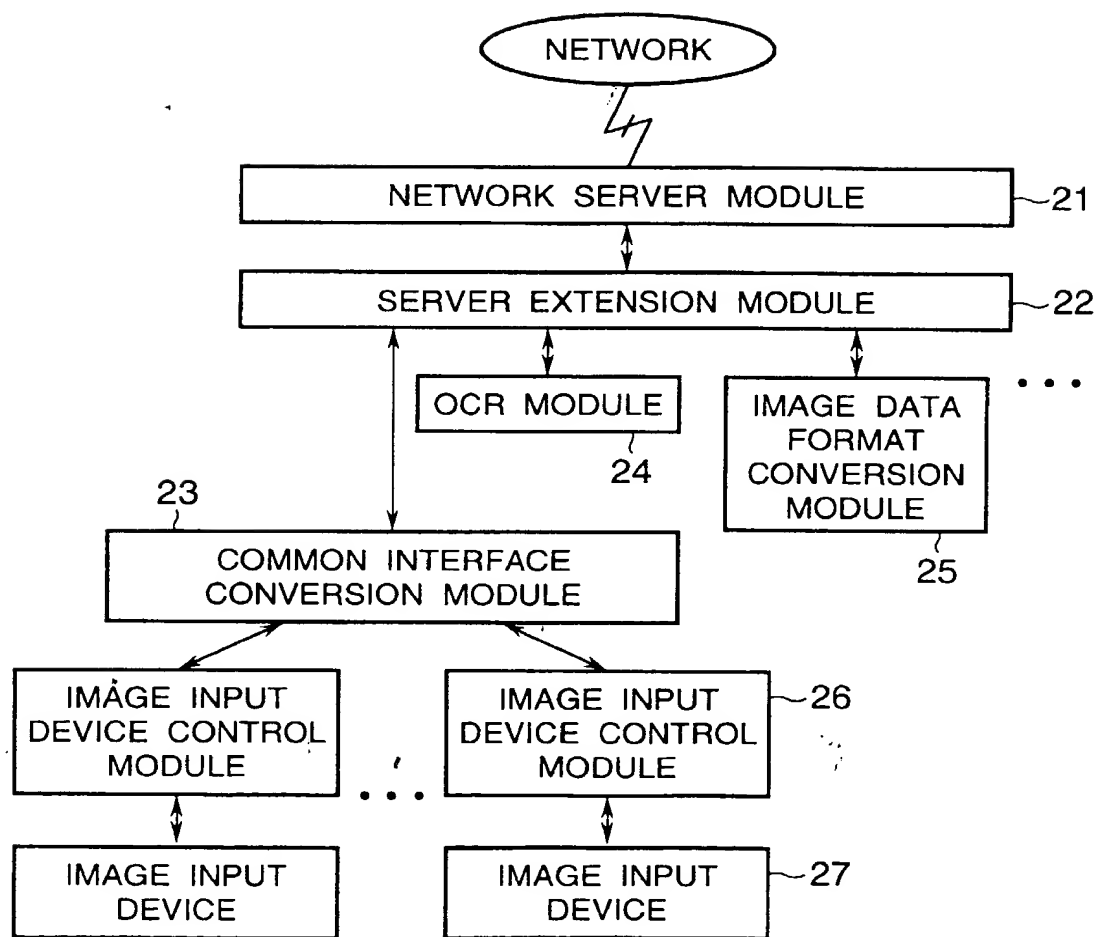 NETWORK
NETWORK SERVER MODULE
21
SERVER EXTENSION MODULE
22
OCR MODULE
24
IMAGE DATA
FORMAT
CONVERSION
MODULE
25
• • •
23
COMMON INTERFACE
CONVERSION MODULE
IMAGE INPUT
DEVICE CONTROL
MODULE
• • •
IMAGE INPUT
DEVICE CONTROL
MODULE
26
IMAGE INPUT
DEVICE
IMAGE INPUT
DEVICE
27